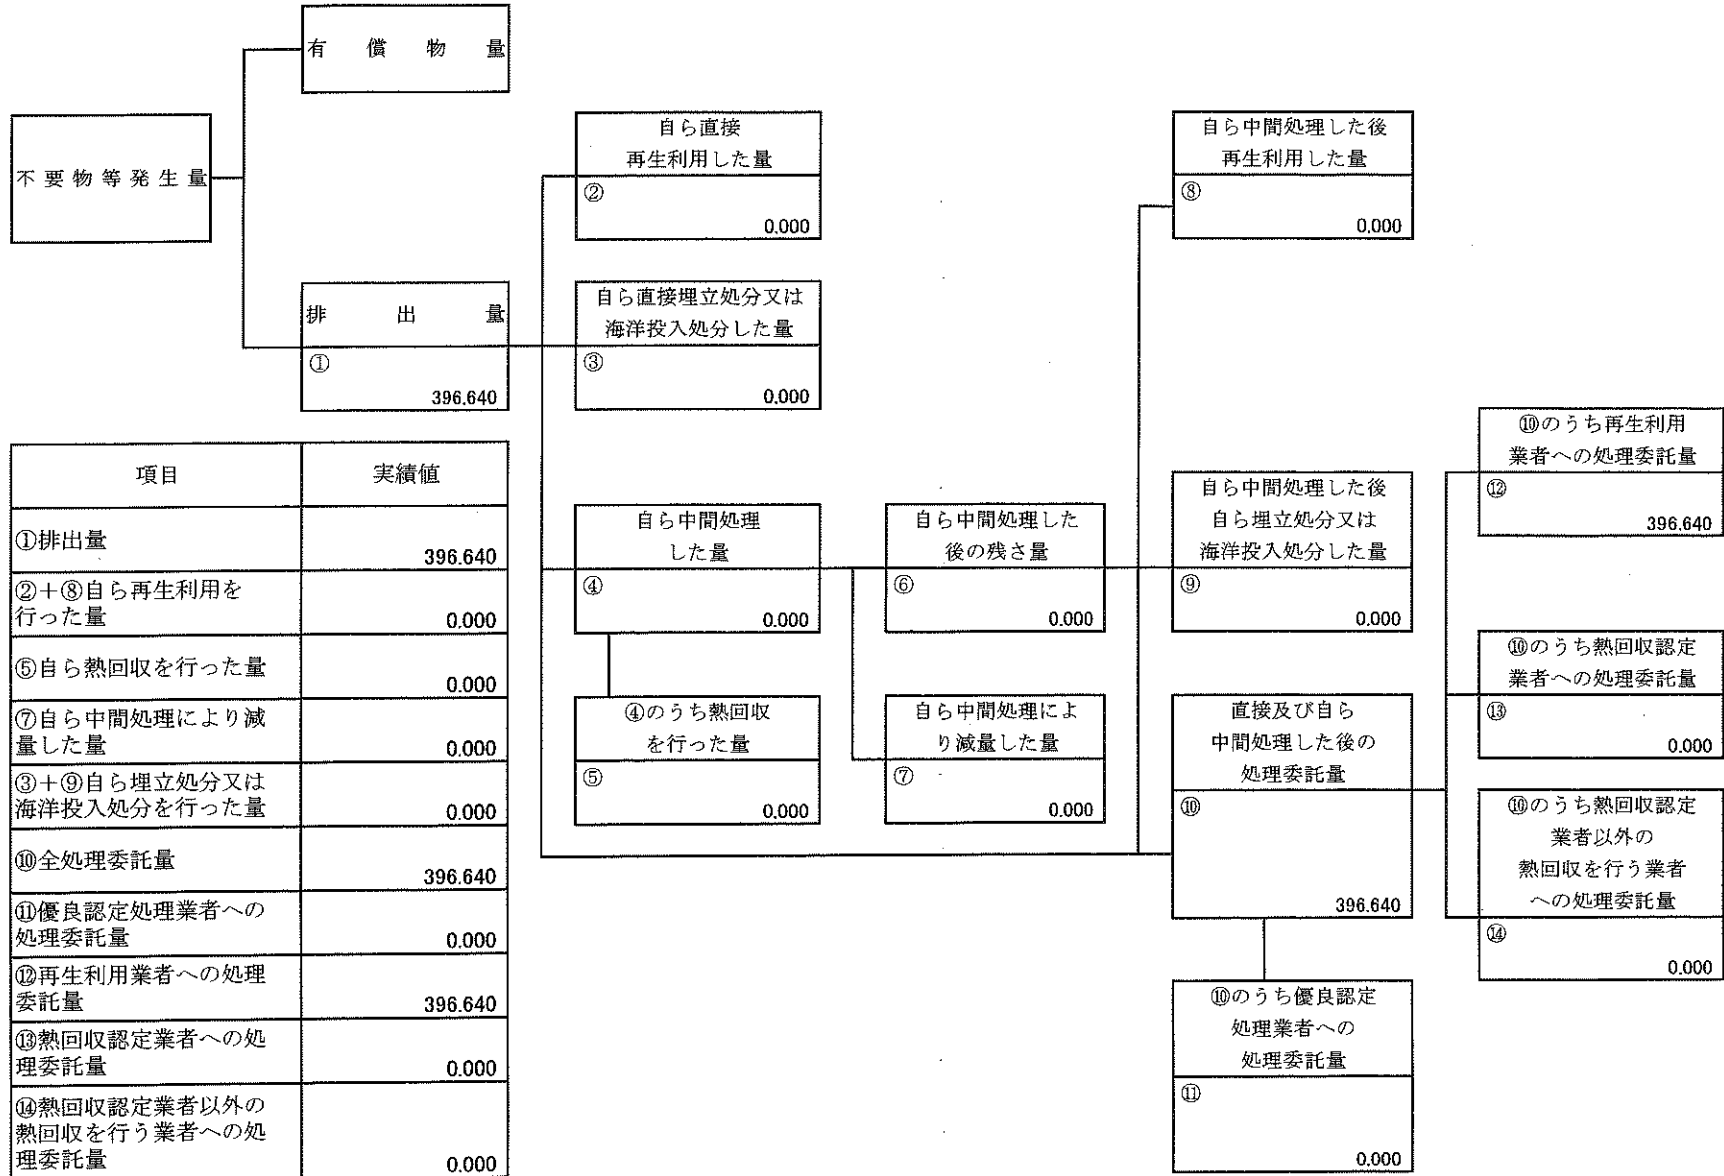 有償物量
不要物等発生量
排出量
①
396.640
自ら直接
再生利用した量
②
0.000
自ら直接埋立処分又は
海洋投入処分した量
③
0.000
自ら中間処理
した量
④
0.000
④のうち熱回収
を行った量
⑤
0.000
自ら中間処理した
後の残さ量
⑥
0.000
自ら中間処理によ
り減量した量
⑦
0.000
自ら中間処理した後
再生利用した量
⑧
0.000
自ら中間処理した後
自ら埋立処分又は
海洋投入処分した量
⑨
0.000
直接及び自ら
中間処理した後の
処理委託量
⑩
396.640
⑩のうち優良認定
処理業者への
処理委託量
⑪
0.000
⑩のうち再生利用
業者への処理委託量
⑫
396.640
⑩のうち熱回収認定
業者への処理委託量
⑬
0.000
⑩のうち熱回収認定
業者以外の
熱回収を行う業者
への処理委託量
⑭
0.000
項目 実績値
①排出量
396.640
②+⑧自ら再生利用を
行った量 0.000
⑤自ら熱回収を行った量
0.000
⑦自ら中間処理により減
量した量 0.000
③+⑨自ら埋立処分又は
海洋投入処分を行った量 0.000
⑩全処理委託量
396.640
⑪優良認定処理業者への
処理委託量 0.000
⑫再生利用業者への処理
委託量 396.640
⑬熱回収認定業者への処
理委託量 0.000
⑭熱回収認定業者以外の
熱回収を行う業者への処
理委託量 0.000